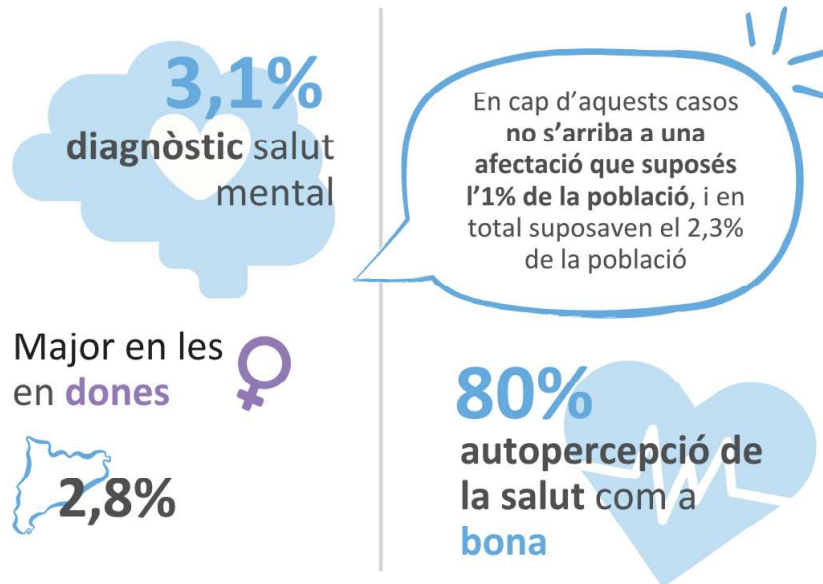 3,1%
diagnòstic salut
mental
Major en les
en dones
2,8%
En cap d’aquests casos
no s’arriba a una
afectació que suposés
l’1% de la població, i en
total suposaven el 2,3%
de la població
80%
autopercepció de
la salut com a
bona